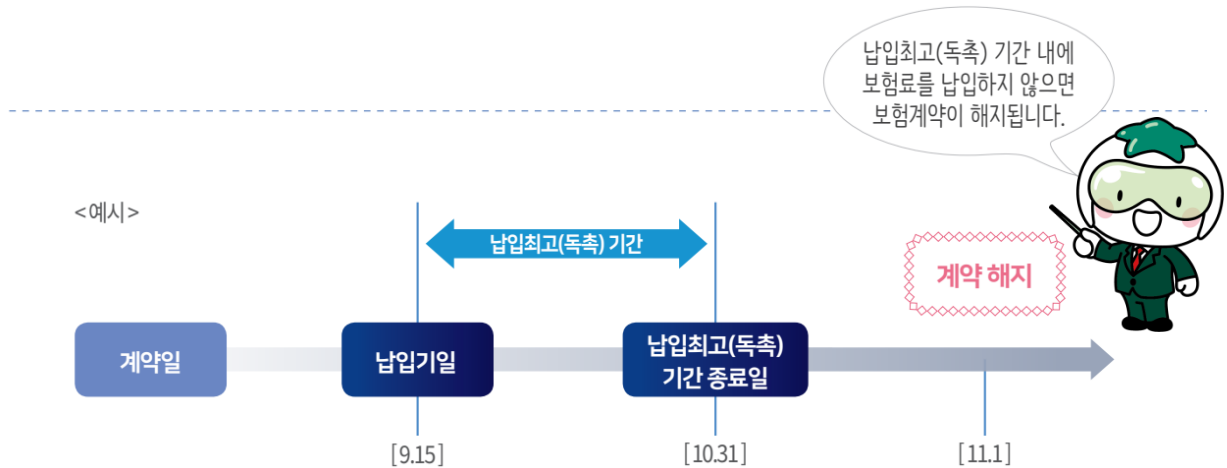 납입최고(독촉) 기간 내에
보험료를 납입하지 않으면
보험계약이 해지됩니다.
<예시>
납입최고(독촉) 기간
계약 해지
계약일
납입기일
납입최고(독촉)
기간 종료일
[9.15]
[10.31]
[11.1]